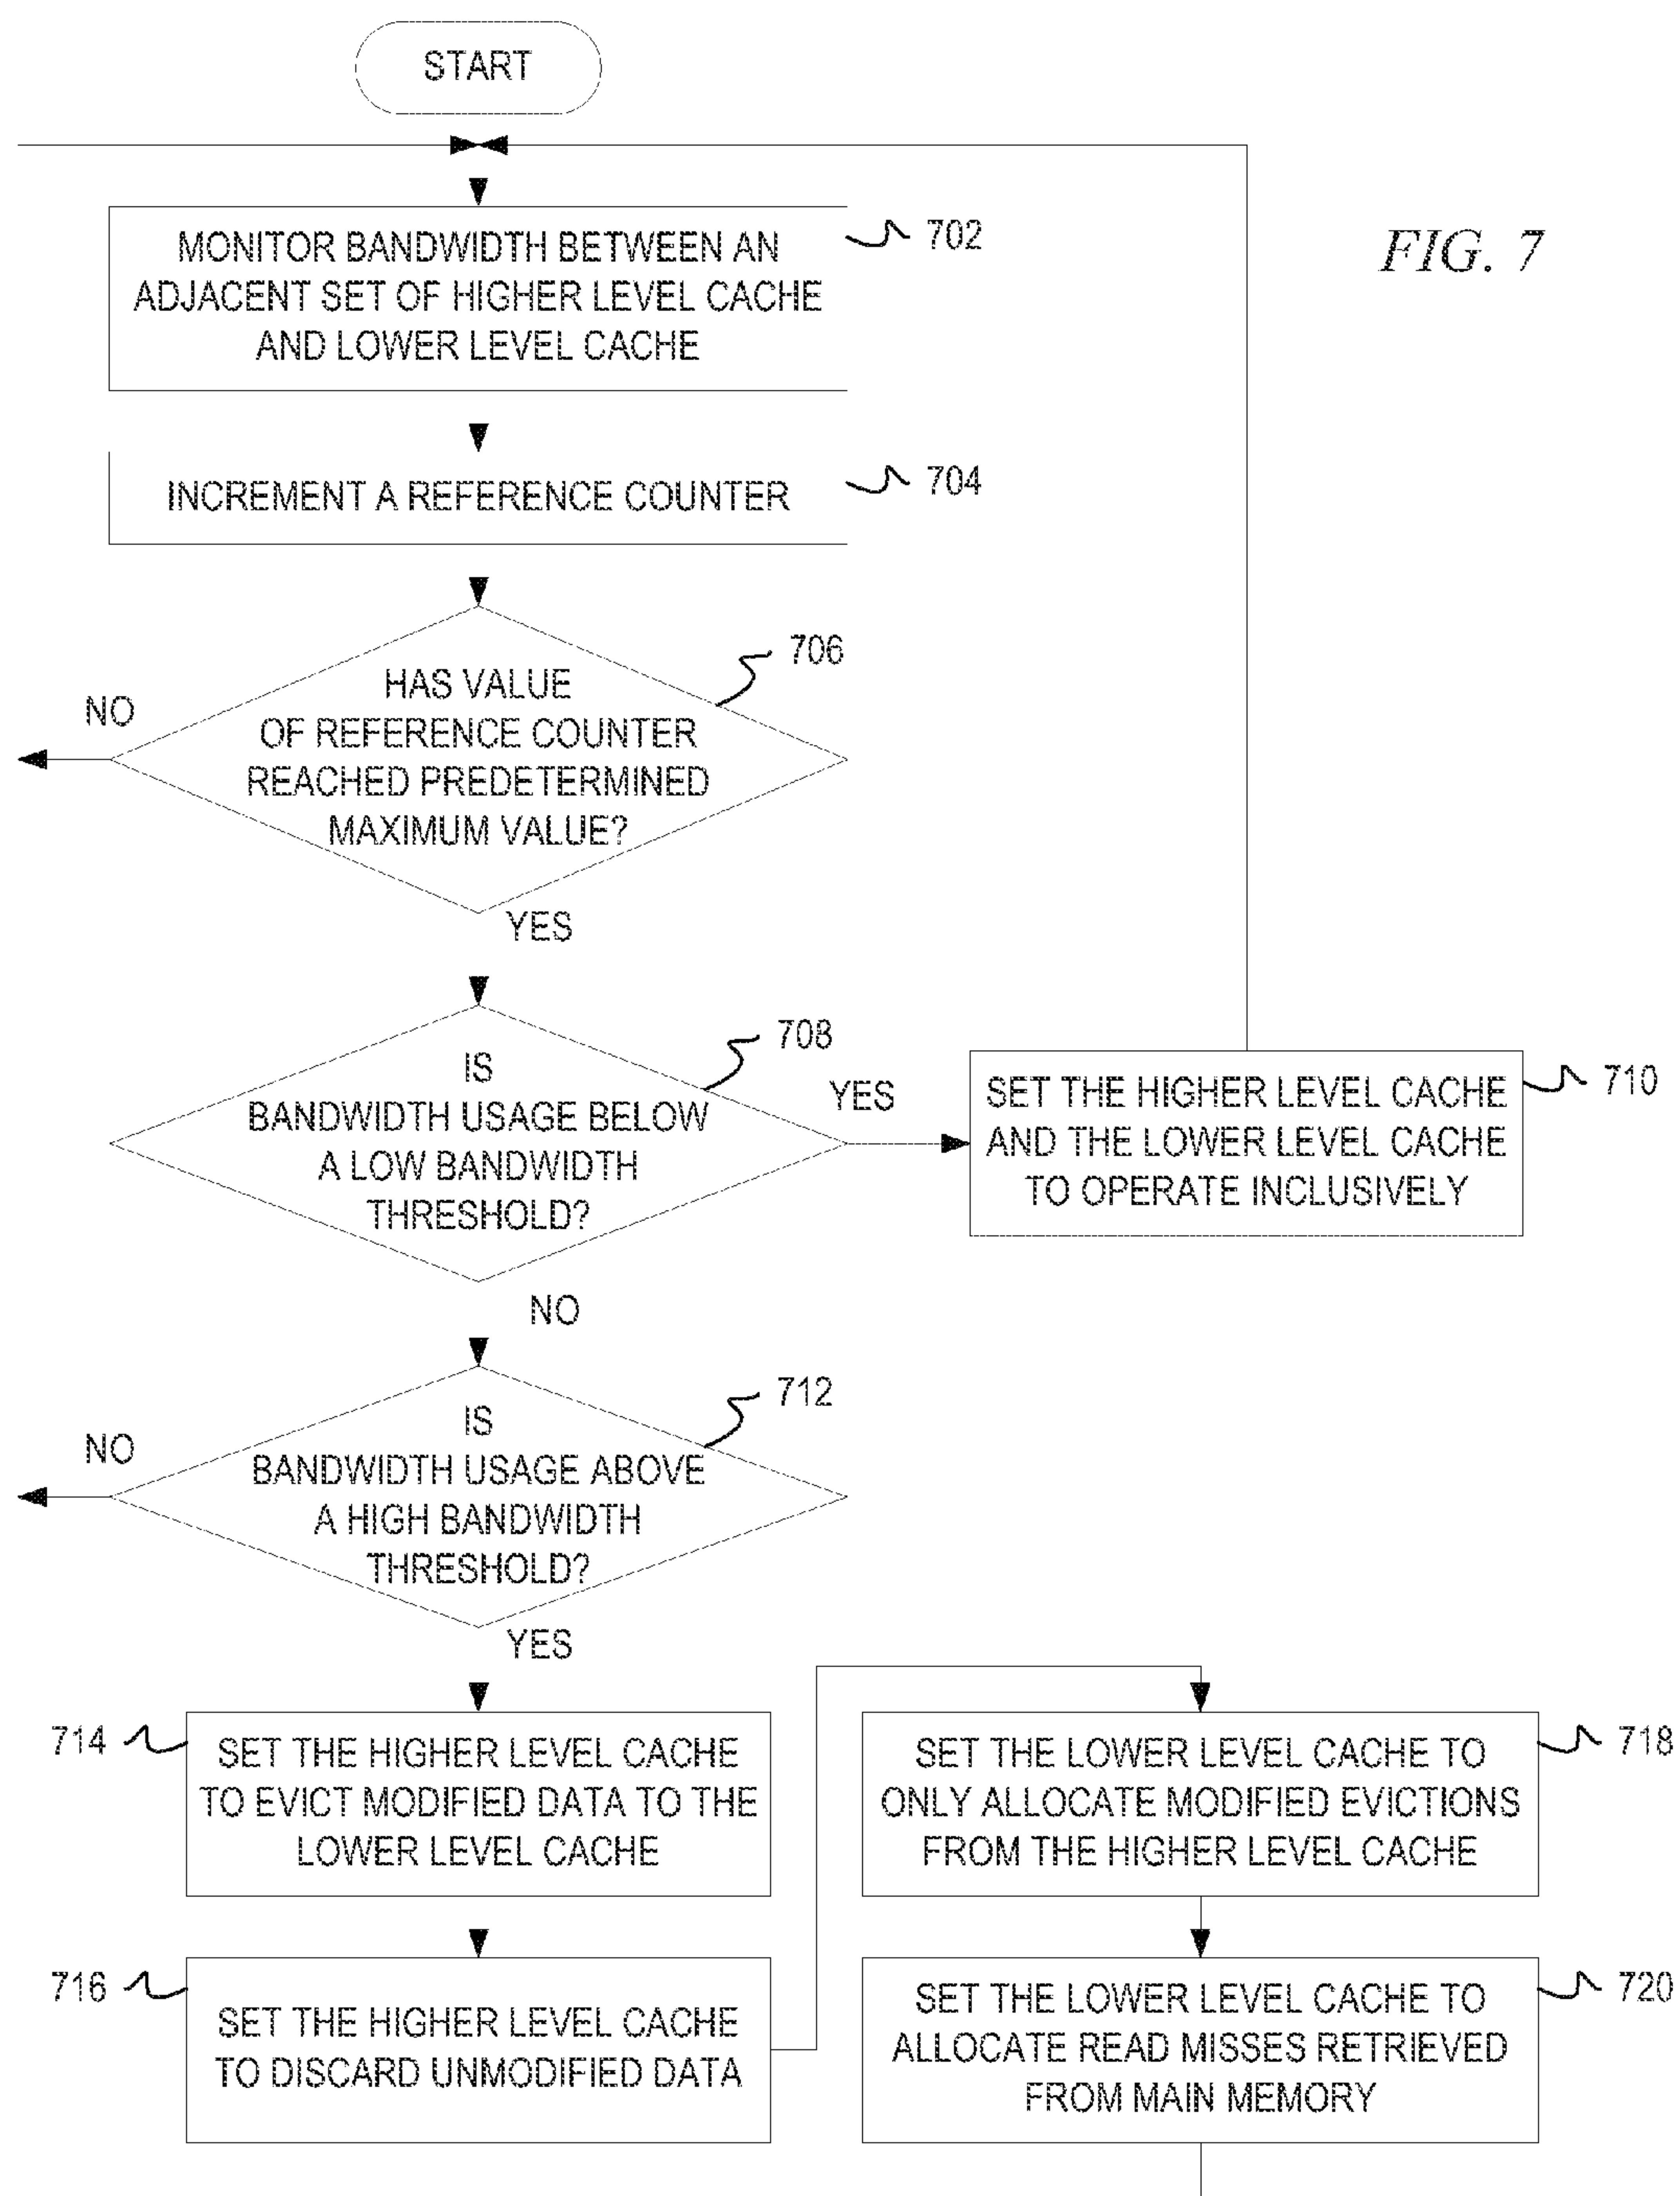 START
MONITOR BANDWIDTH BETWEEN AN
ADJACENT SET OF HIGHER LEVEL CACHE
AND LOWER LEVEL CACHE
702
FIG. 7
INCREMENT A REFERENCE COUNTER
704
HAS VALUE
OF REFERENCE COUNTER
REACHED PREDETERMINED
MAXIMUM VALUE?
706
NO
YES
IS
BANDWIDTH USAGE BELOW
A LOW BANDWIDTH
THRESHOLD?
708
YES
SET THE HIGHER LEVEL CACHE
AND THE LOWER LEVEL CACHE
TO OPERATE INCLUSIVELY
710
NO
IS
BANDWIDTH USAGE ABOVE
A HIGH BANDWIDTH
THRESHOLD?
712
NO
YES
714
SET THE HIGHER LEVEL CACHE
TO EVICT MODIFIED DATA TO THE
LOWER LEVEL CACHE
716
SET THE HIGHER LEVEL CACHE
TO DISCARD UNMODIFIED DATA
SET THE LOWER LEVEL CACHE TO
ONLY ALLOCATE MODIFIED EVICTIONS
FROM THE HIGHER LEVEL CACHE
718
SET THE LOWER LEVEL CACHE TO
ALLOCATE READ MISSES RETRIEVED
FROM MAIN MEMORY
720